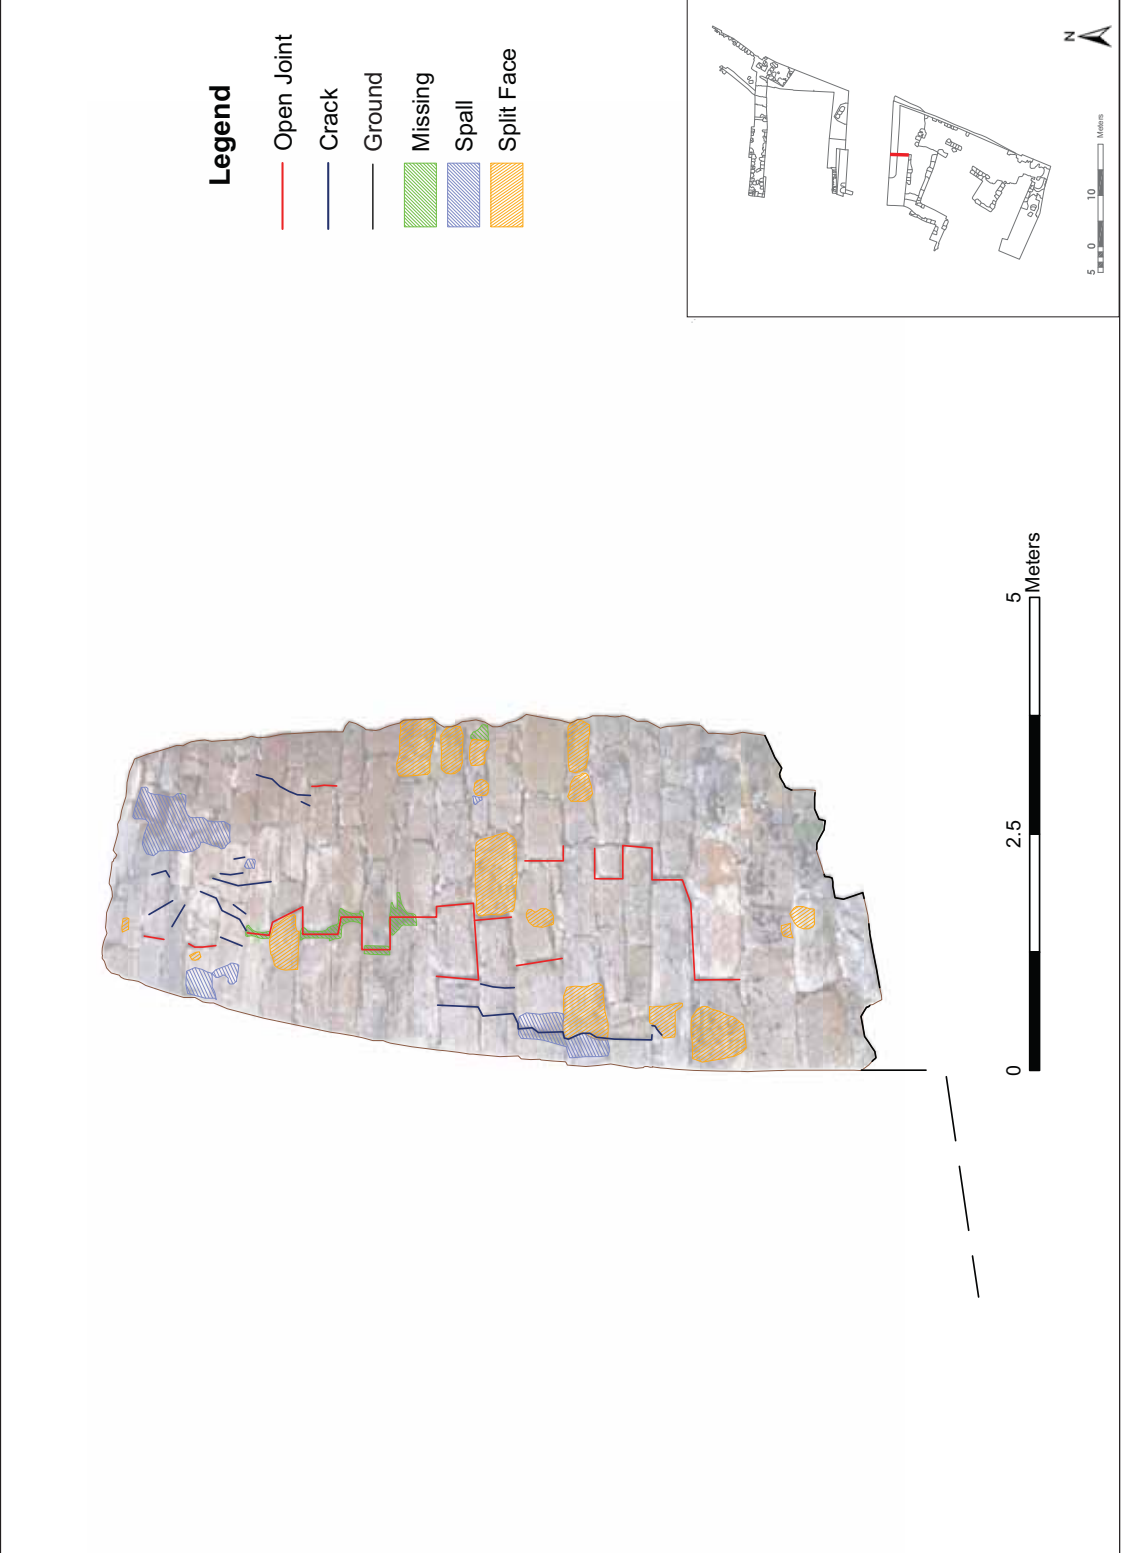 Legend
Open Joint
Crack
Ground
Missing
Spall
Split Face
0
2.5
5
Meters
N
5
0
10
Meters